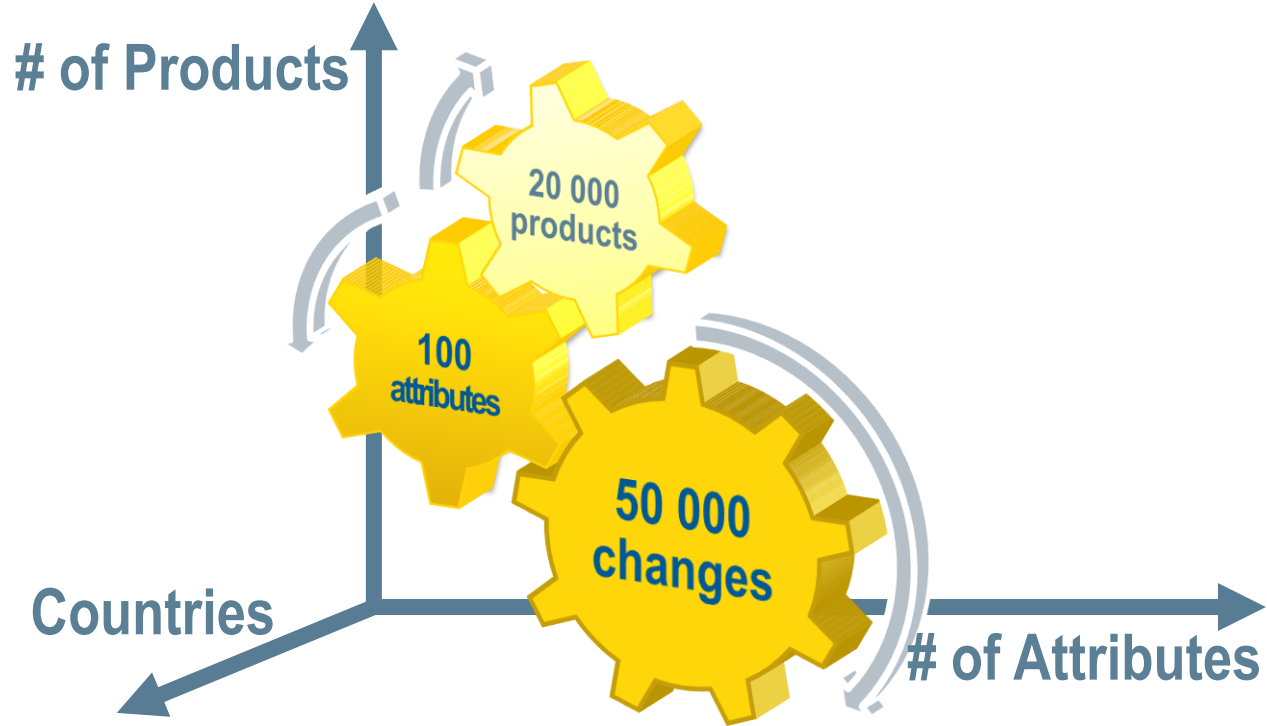 # of Products
20 000
products
100
attributes
50 000
changes
Countries
# of Attributes